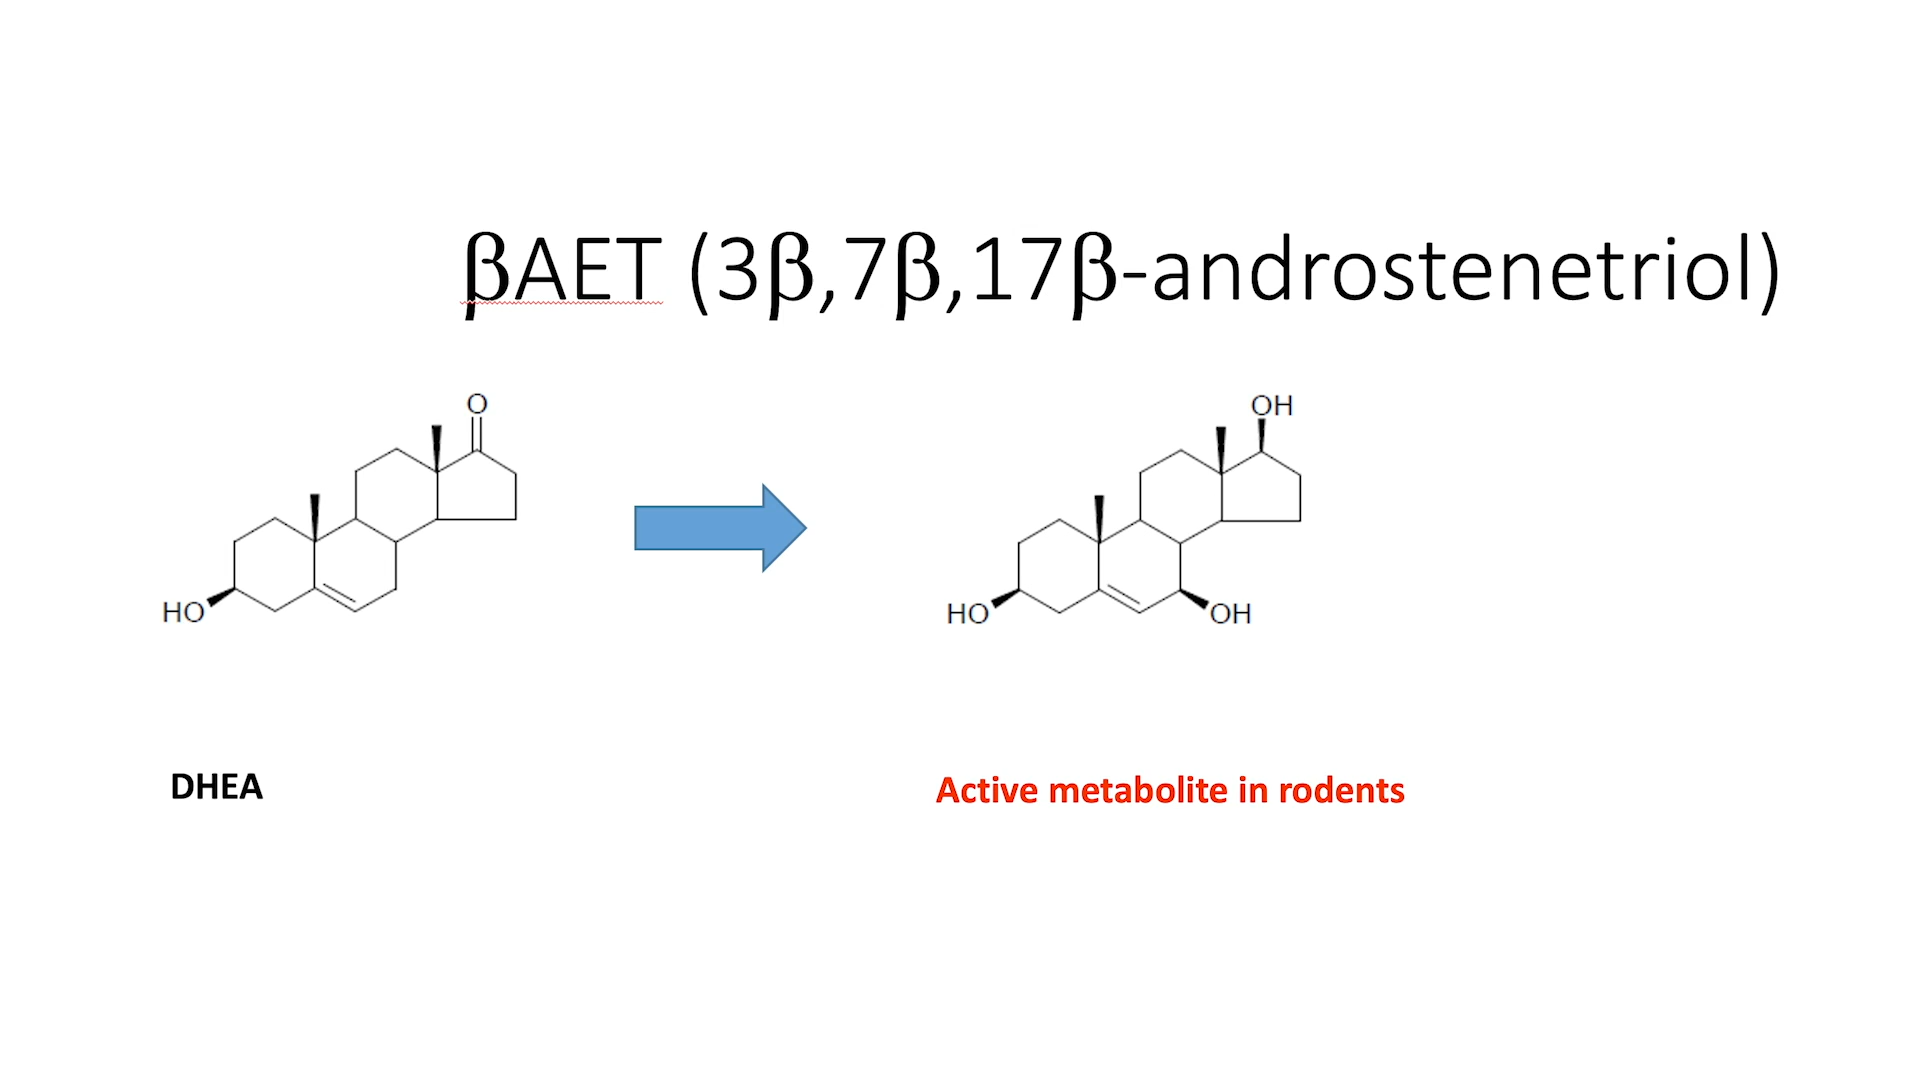 βAET (3β,7β,17β-androstenetriol)
O
HO
OH
HO
OH
DHEA
Active metabolite in rodents